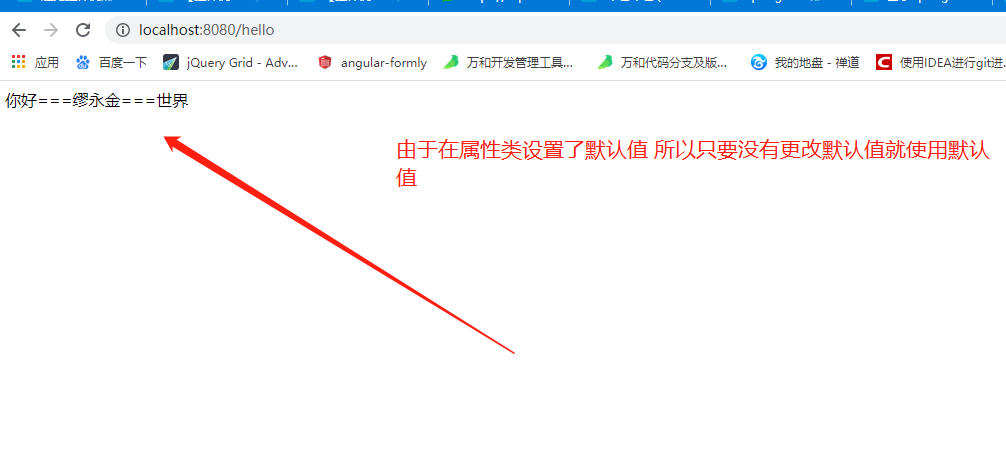 localhost:8080/hello
应用 百度一下 jQuery Grid - Adv... angular-formly 万和开发管理工具... 万和代码分支及版... 我的地盘 - 禅道 使用IDEA进行git进...
你好===缪永金===世界
由于在属性类设置了默认值 所以只要没有更改默认值就使用默认
值